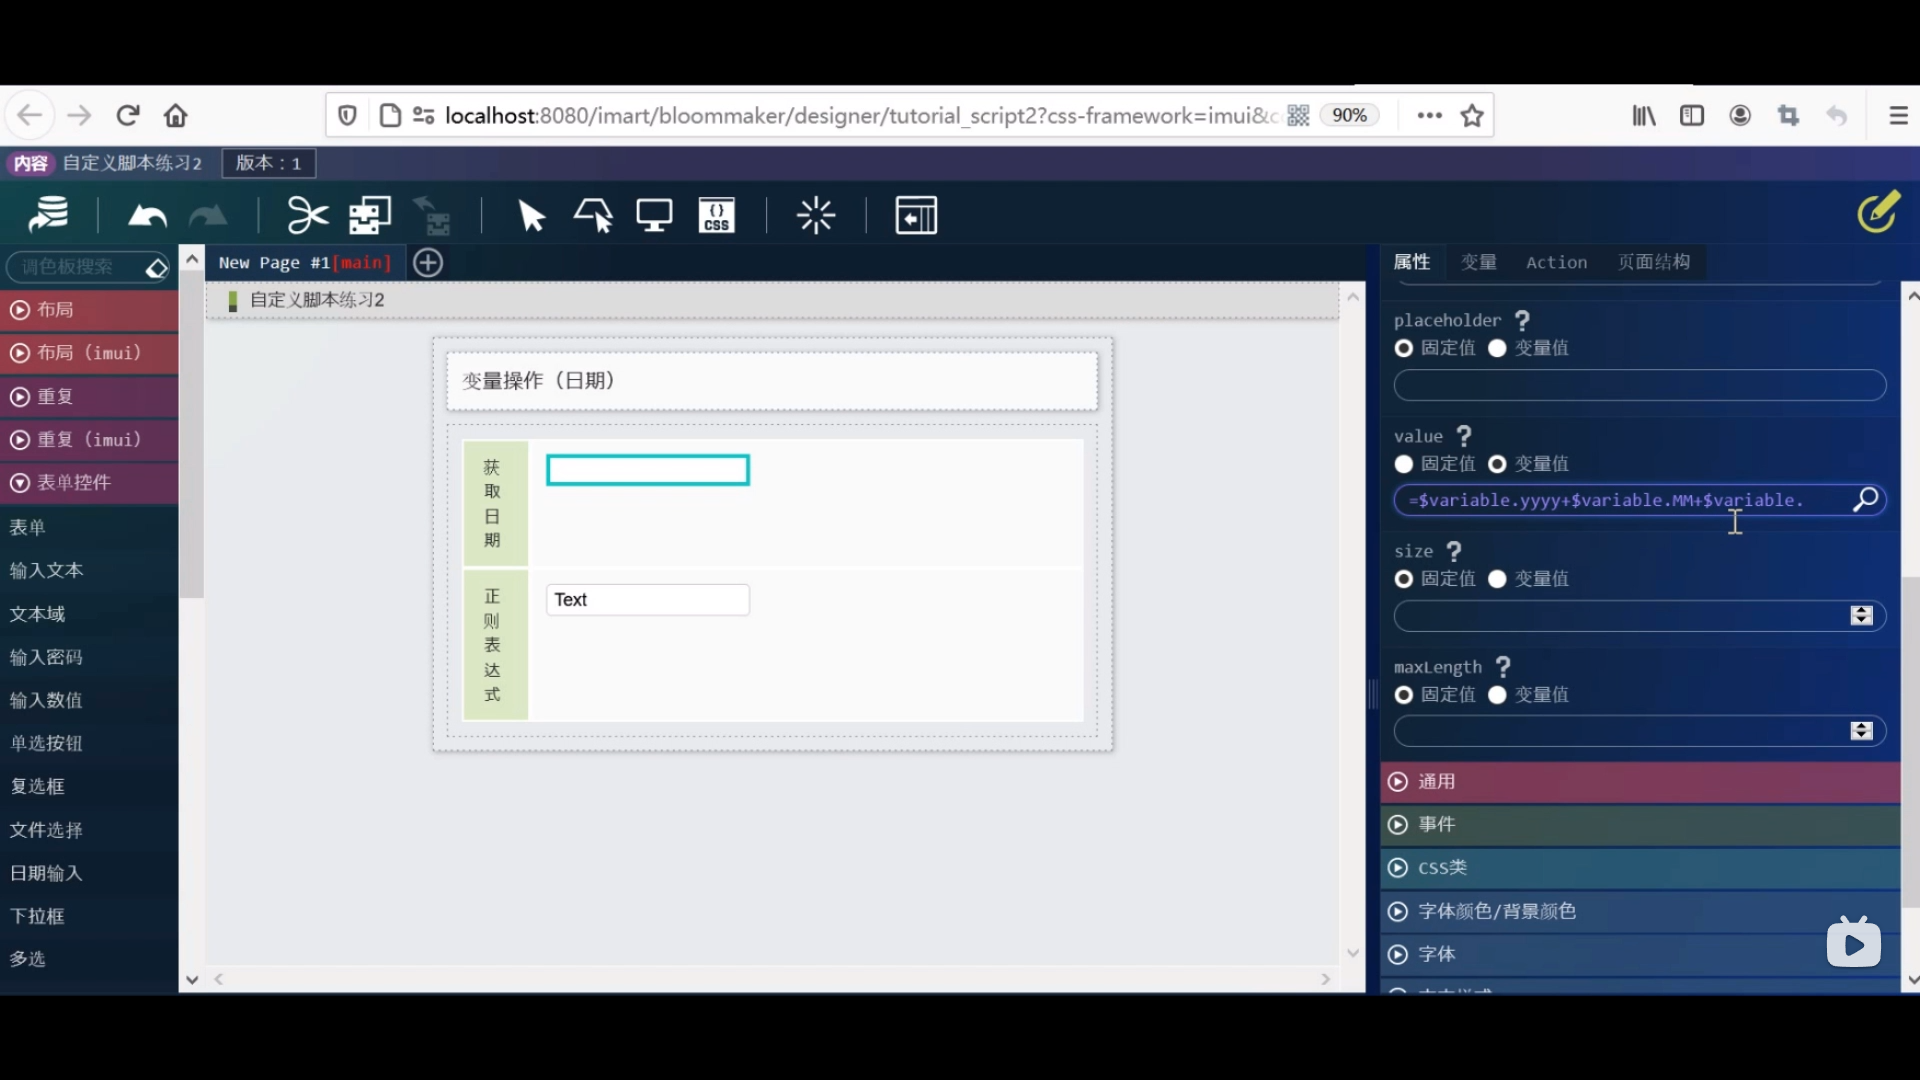 localhost:8080/imart/bloommaker/designer/tutorial_script2?css-framework=imui&c
90%
内容 自定义脚本练习2 版本：1
{} CSS
调色板搜索
New Page #1[main]
属性 变量 Action 页面结构
布局
布局（imui）
重复
重复（imui）
表单控件
表单
输入文本
文本域
输入密码
输入数值
单选按钮
复选框
文件选择
日期输入
下拉框
多选
自定义脚本练习2
变量操作（日期）
获
取
日
期
正
则
表
达
式
Text
placeholder ?
固定值 变量值
value ?
固定值 变量值
=$variable.yyyy+$variable.MM+$variable.
size ?
固定值 变量值
maxLength ?
固定值 变量值
通用
事件
CSS类
字体颜色/背景颜色
字体